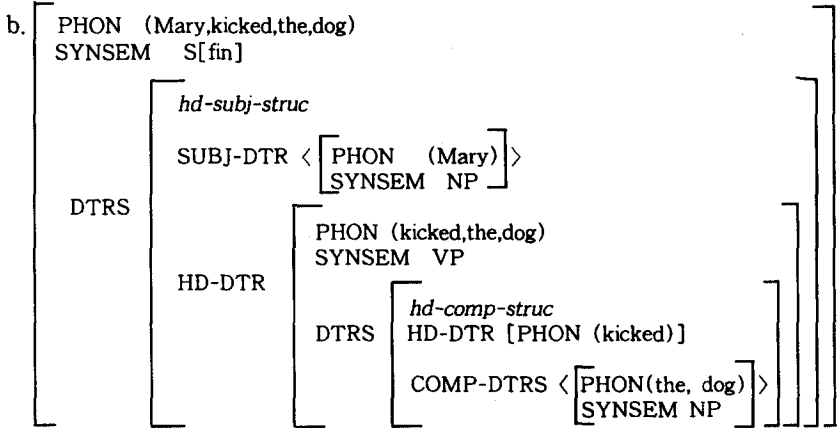 b. PHON (Mary,kicked,the,dog)
SYNSEM S[fin]
hd-subj-struc
SUBJ-DTR ⟨ PHON (Mary) ⟩
SYNSEM NP
DTRS
PHON (kicked,the,dog)
SYNSEM VP
HD-DTR
hd-comp-struc
DTRS HD-DTR [PHON (kicked)]
COMP-DTRS ⟨ PHON(the, dog) ⟩
SYNSEM NP